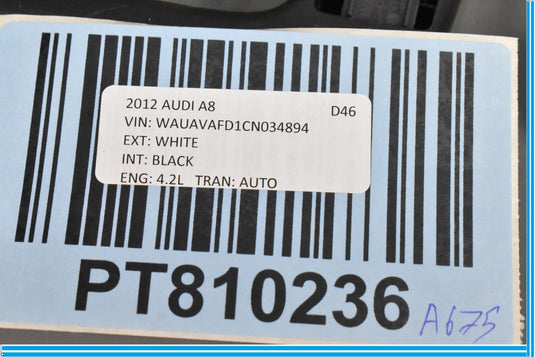 2012 AUDI A8 D46
VIN: WAUAVAFD1CN034894
EXT: WHITE
INT: BLACK
ENG: 4.2L TRAN: AUTO
PT810236
A675